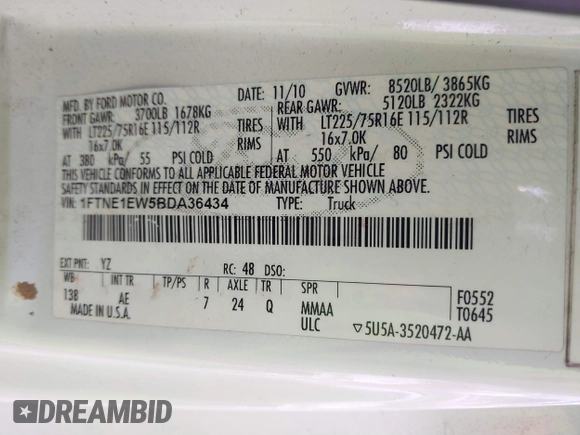 MFD. BY FORD MOTOR CO.
DATE: 11/10 GVWR: 8520LB/ 3865KG
FRONT GAWR: 3700LB 1678KG
REAR GAWR: 5120LB 2322KG
WITH LT225/75R16E 115/112R TIRES
WITH LT225/75R16E 115/112R TIRES
16x7.0K RIMS
16x7.0K RIMS
AT 380 kPa/ 55 PSI COLD
AT 550 kPa/ 80 PSI COLD
THIS VEHICLE CONFORMS TO ALL APPLICABLE FEDERAL MOTOR VEHICLE
SAFETY STANDARDS IN EFFECT ON THE DATE OF MANUFACTURE SHOWN ABOVE.
VIN: 1FTNE1EW5BDA36434 TYPE: Truck
EXT PNT: YZ RC: 48 DSO:
WB INT TR TP/PS R AXLE TR SPR
138 AE 7 24 Q MMAA F0552
MADE IN U.S.A. ULC 5U5A-3520472-AA T0645
DREAMBID